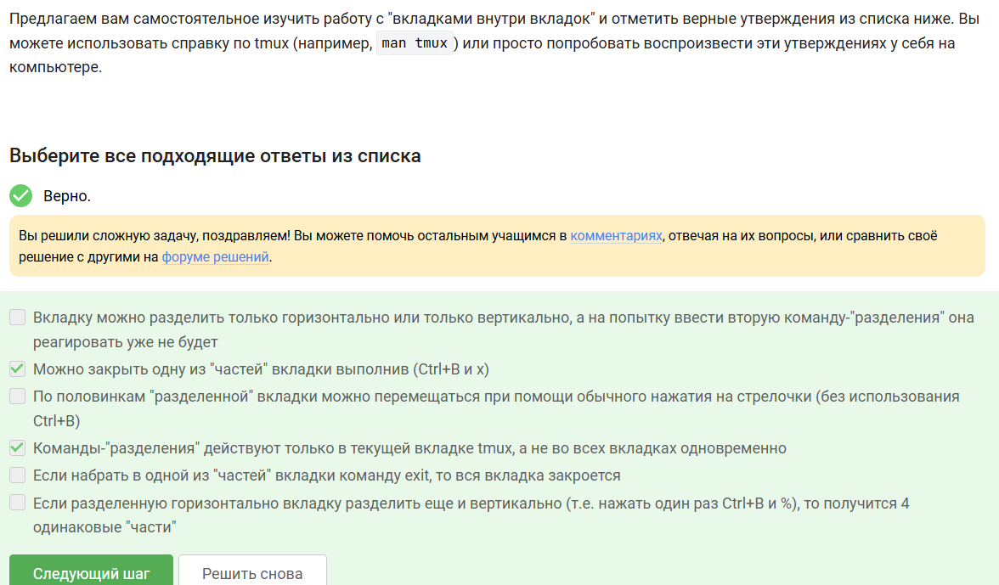 Предлагаем вам самостоятельное изучить работу с "вкладками внутри вкладок" и отметить верные утверждения из списка ниже. Вы
можете использовать справку по tmux (например, man tmux ) или просто попробовать воспроизвести эти утверждениях у себя на
компьютере.
Выберите все подходящие ответы из списка
Верно.
Вы решили сложную задачу, поздравляем! Вы можете помочь остальным учащимся в комментариях, отвечая на их вопросы, или сравнить своё
решение с другими на форуме решений.
Вкладку можно разделить только горизонтально или только вертикально, а на попытку ввести вторую команду-"разделения" она
реагировать уже не будет
Можно закрыть одну из "частей" вкладки выполнив (Ctrl+B и x)
По половинкам "разделенной" вкладки можно перемещаться при помощи обычного нажатия на стрелочки (без использования
Ctrl+B)
Команды-"разделения" действуют только в текущей вкладке tmux, а не во всех вкладках одновременно
Если набрать в одной из "частей" вкладки команду exit, то вся вкладка закроется
Если разделенную горизонтально вкладку разделить еще и вертикально (т.е. нажать один раз Ctrl+B и %), то получится 4
одинаковые "части"
Следующий шаг
Решить снова